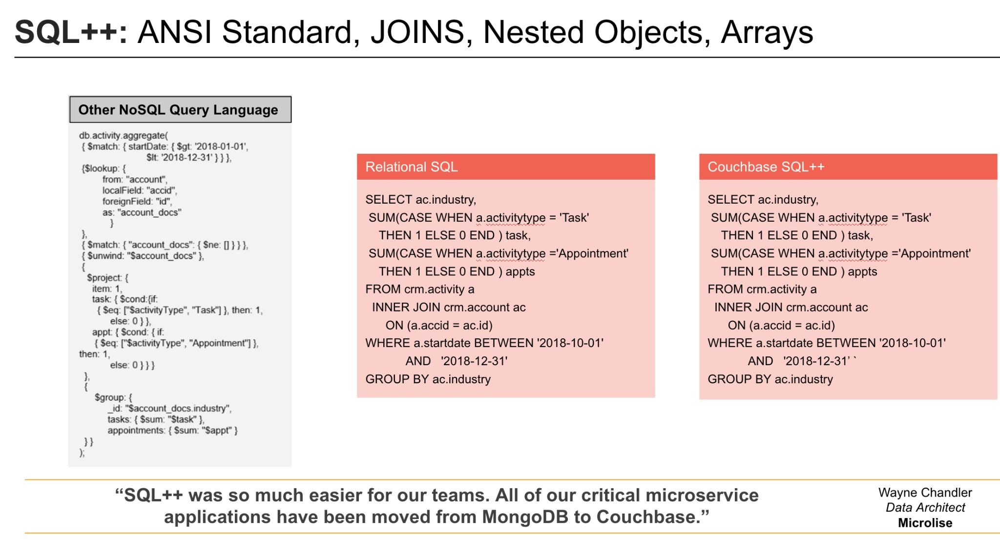 SQL++: ANSI Standard, JOINS, Nested Objects, Arrays
Other NoSQL Query Language
db.activity.aggregate(
{ $match: { startDate: { $gt: '2018-01-01',
$lt: '2018-12-31' } } },
{$lookup: {
from: "account",
localField: "accid",
foreignField: "id",
as: "account_docs"
}
},
{ $match: { "account_docs": { $ne: [] } } },
{ $unwind: "$account_docs" },
{
$project: {
item: 1,
task: { $cond:{if:
{ $eq: ["$activityType", "Task"] }, then: 1,
else: 0 } },
appt: { $cond: { if:
{ $eq: ["$activityType", "Appointment"] },
then: 1,
else: 0 } } }
},
{
$group: {
_id: "$account_docs.industry",
tasks: { $sum: "$task" },
appointments: { $sum: "$appt" }
} }
);
Relational SQL
SELECT ac.industry,
SUM(CASE WHEN a.activitytype = 'Task'
THEN 1 ELSE 0 END ) task,
SUM(CASE WHEN a.activitytype ='Appointment'
THEN 1 ELSE 0 END ) appts
FROM crm.activity a
INNER JOIN crm.account ac
ON (a.accid = ac.id)
WHERE a.startdate BETWEEN '2018-10-01'
AND '2018-12-31'
GROUP BY ac.industry
Couchbase SQL++
SELECT ac.industry,
SUM(CASE WHEN a.activitytype = 'Task'
THEN 1 ELSE 0 END ) task,
SUM(CASE WHEN a.activitytype ='Appointment'
THEN 1 ELSE 0 END ) appts
FROM crm.activity a
INNER JOIN crm.account ac
ON (a.accid = ac.id)
WHERE a.startdate BETWEEN '2018-10-01'
AND '2018-12-31’ `
GROUP BY ac.industry
“SQL++ was so much easier for our teams. All of our critical microservice
applications have been moved from MongoDB to Couchbase.”
Wayne Chandler
Data Architect
Microlise